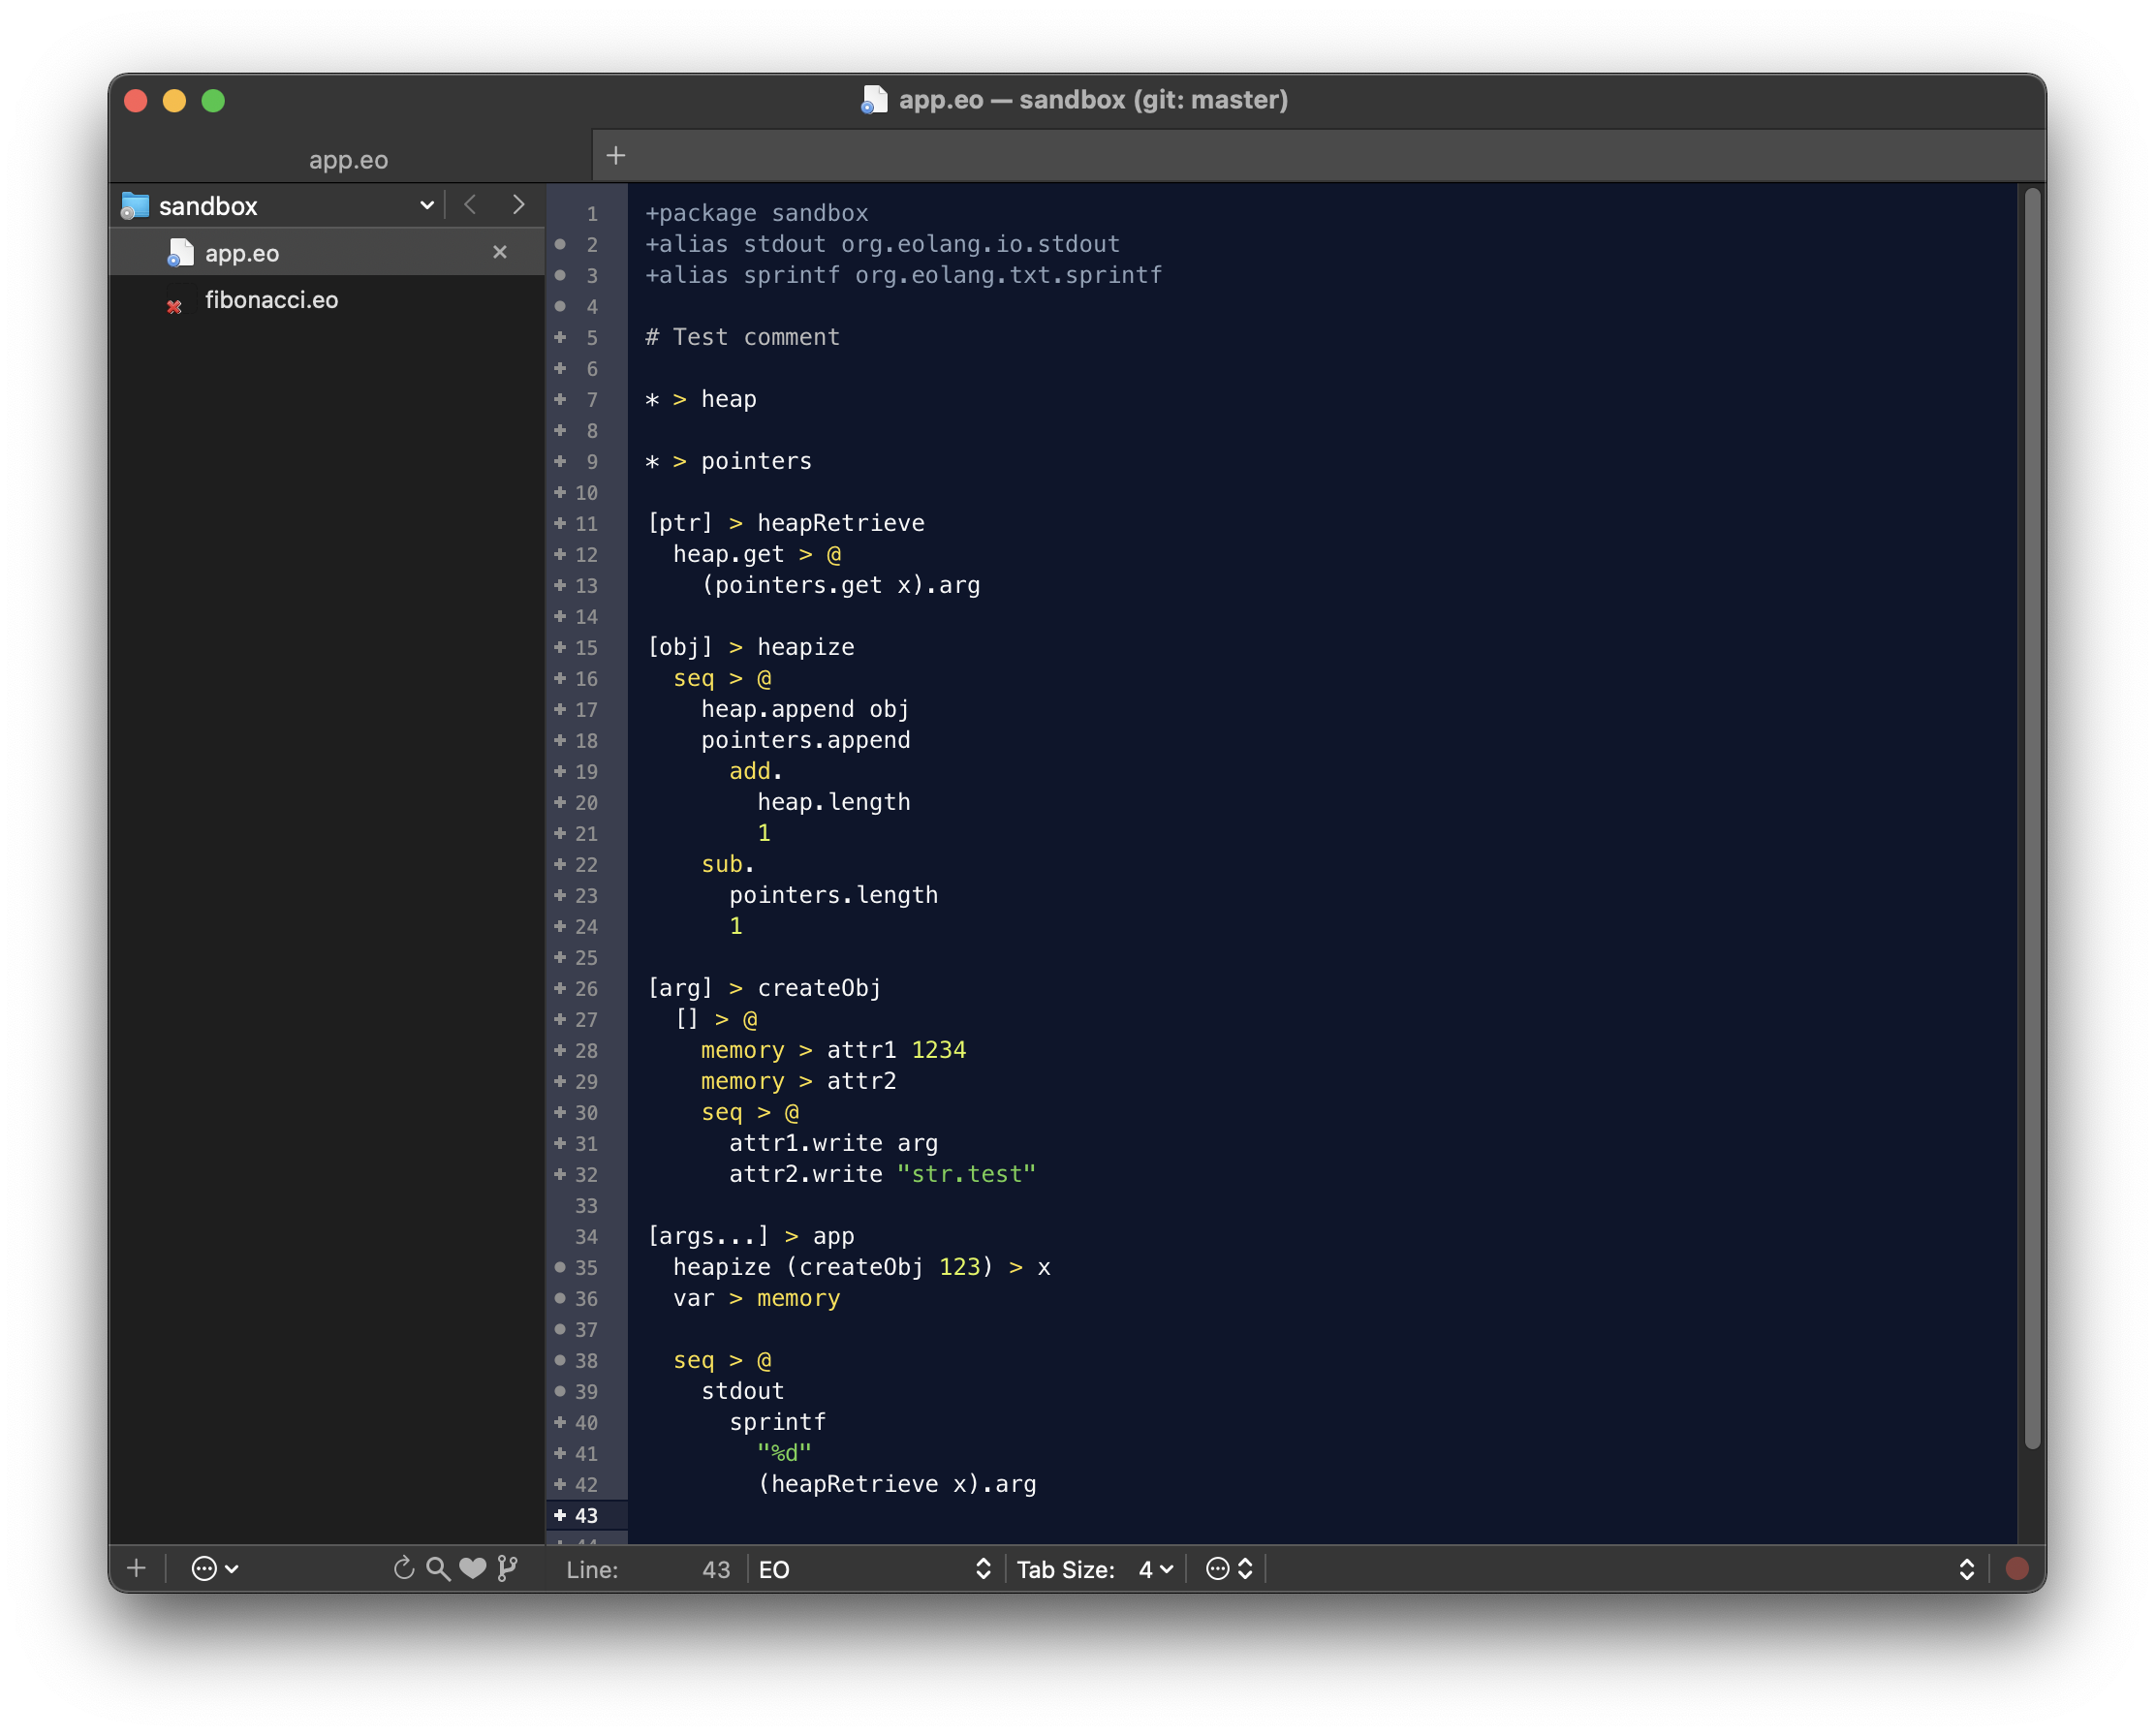 app.eo — sandbox (git: master)
app.eo
sandbox
app.eo
fibonacci.eo
1 +package sandbox
2 +alias stdout org.eolang.io.stdout
3 +alias sprintf org.eolang.txt.sprintf
4
5 # Test comment
6
7 * > heap
8
9 * > pointers
10
11 [ptr] > heapRetrieve
12   heap.get > @
13     (pointers.get x).arg
14
15 [obj] > heapize
16   seq > @
17     heap.append obj
18     pointers.append
19       add.
20         heap.length
21         1
22     sub.
23       pointers.length
24       1
25
26 [arg] > createObj
27   [] > @
28     memory > attr1 1234
29     memory > attr2
30     seq > @
31       attr1.write arg
32       attr2.write "str.test"
33
34 [args...] > app
35   heapize (createObj 123) > x
36   var > memory
37
38   seq > @
39     stdout
40       sprintf
41         "%d"
42         (heapRetrieve x).arg
43
44
Line: 43 EO Tab Size: 4